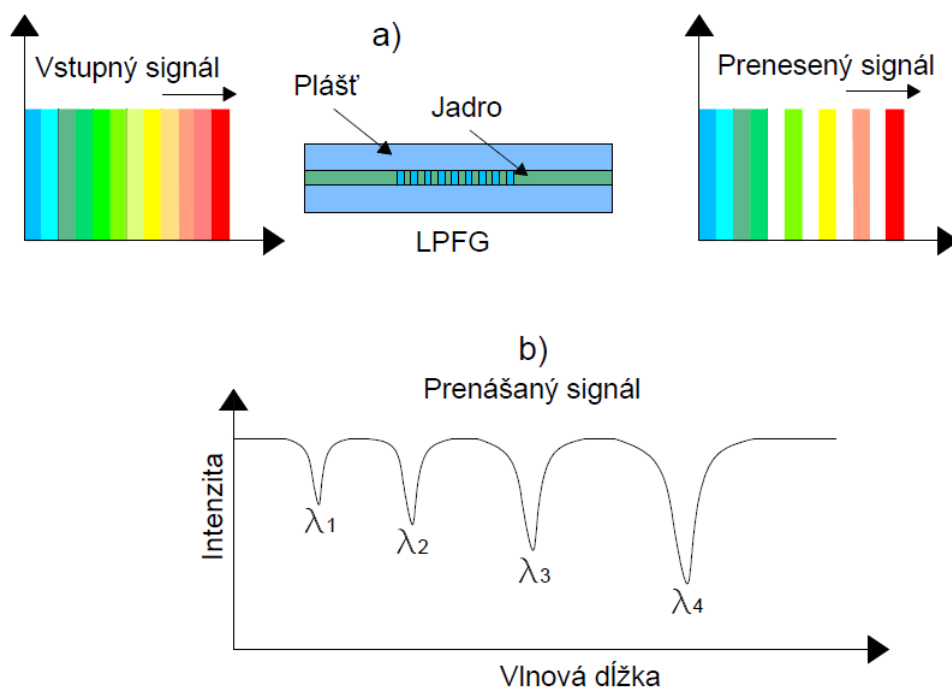 a)
Vstupný signál
Prenesený signál
Plášť
Jadro
LPFG
b)
Prenášaný signál
Intenzita
λ1
λ2
λ3
λ4
Vlnová dĺžka